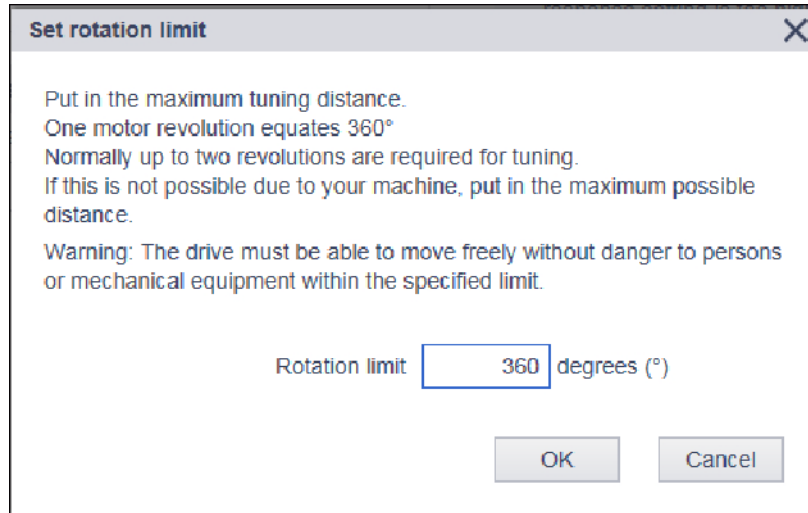 Set rotation limit
Put in the maximum tuning distance.
One motor revolution equates 360°
Normally up to two revolutions are required for tuning.
If this is not possible due to your machine, put in the maximum possible
distance.
Warning: The drive must be able to move freely without danger to persons
or mechanical equipment within the specified limit.
Rotation limit 360 degrees (°)
OK Cancel